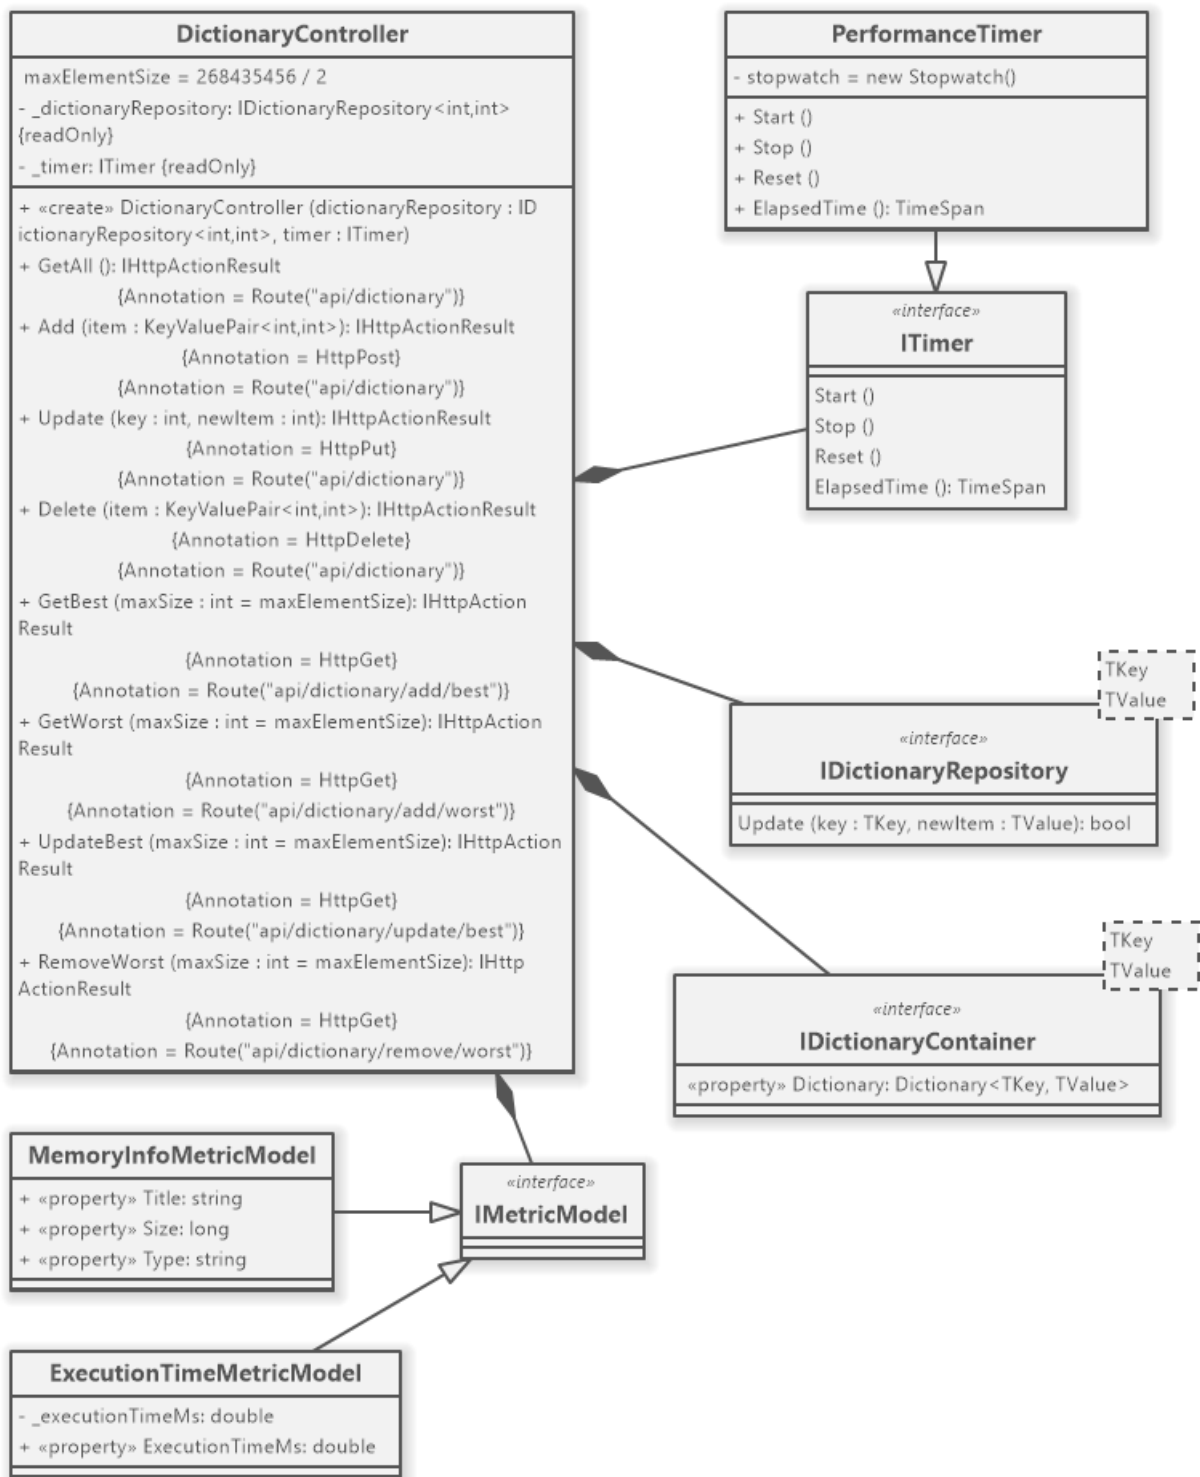 DictionaryController
maxElementSize = 268435456 / 2
- _dictionaryRepository: IDictionaryRepository<int,int>
{readOnly}
- _timer: ITimer {readOnly}
+ «create» DictionaryController (dictionaryRepository : ID
ictionaryRepository<int,int>, timer : ITimer)
+ GetAll (): IHttpActionResult
{Annotation = Route("api/dictionary")}
+ Add (item : KeyValuePair<int,int>): IHttpActionResult
{Annotation = HttpPost}
{Annotation = Route("api/dictionary")}
+ Update (key : int, newItem : int): IHttpActionResult
{Annotation = HttpPut}
{Annotation = Route("api/dictionary")}
+ Delete (item : KeyValuePair<int,int>): IHttpActionResult
{Annotation = HttpDelete}
{Annotation = Route("api/dictionary")}
+ GetBest (maxSize : int = maxElementSize): IHttpAction
Result
{Annotation = HttpGet}
{Annotation = Route("api/dictionary/add/best")}
+ GetWorst (maxSize : int = maxElementSize): IHttpAction
Result
{Annotation = HttpGet}
{Annotation = Route("api/dictionary/add/worst")}
+ UpdateBest (maxSize : int = maxElementSize): IHttpAction
Result
{Annotation = HttpGet}
{Annotation = Route("api/dictionary/update/best")}
+ RemoveWorst (maxSize : int = maxElementSize): IHttp
ActionResult
{Annotation = HttpGet}
{Annotation = Route("api/dictionary/remove/worst")}
PerformanceTimer
- stopwatch = new Stopwatch()
+ Start ()
+ Stop ()
+ Reset ()
+ ElapsedTime (): TimeSpan
«interface»
ITimer
Start ()
Stop ()
Reset ()
ElapsedTime (): TimeSpan
TKey
TValue
«interface»
IDictionaryRepository
Update (key : TKey, newItem : TValue): bool
TKey
TValue
«interface»
IDictionaryContainer
«property» Dictionary: Dictionary<TKey, TValue>
MemoryInfoMetricModel
+ «property» Title: string
+ «property» Size: long
+ «property» Type: string
«interface»
IMetricModel
ExecutionTimeMetricModel
- _executionTimeMs: double
+ «property» ExecutionTimeMs: double